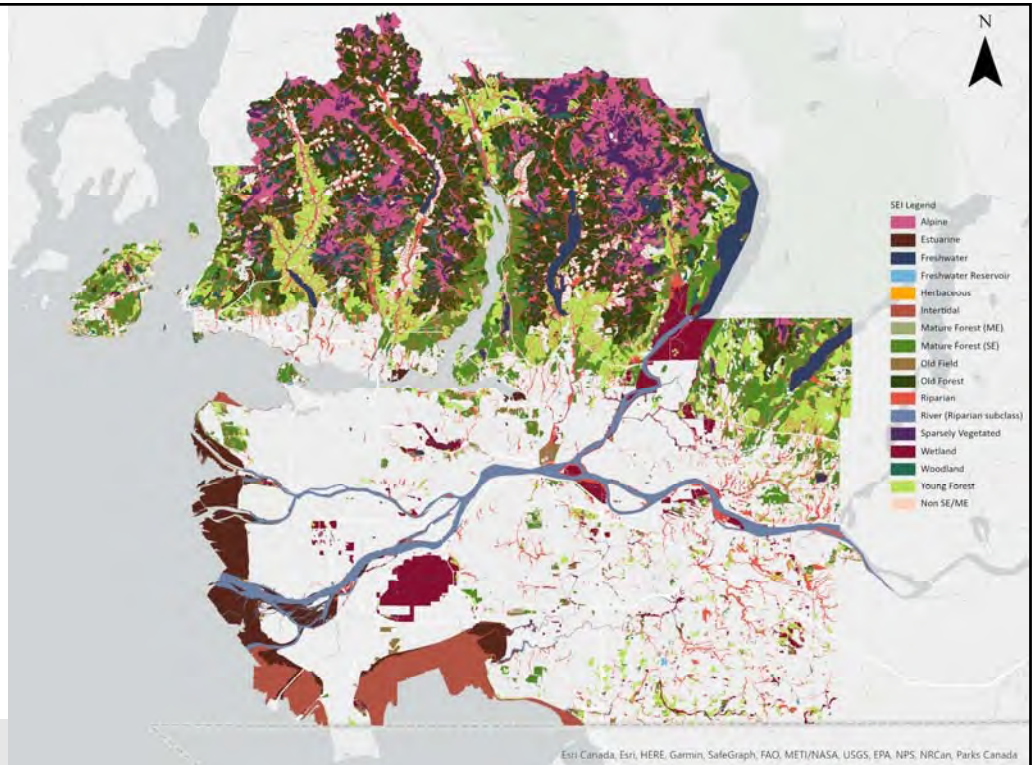 N
SEI Legend
Alpine
Estuarine
Freshwater
Freshwater Reservoir
Herbaceous
Intertidal
Mature Forest (ME)
Mature Forest (SE)
Old Field
Old Forest
Riparian
River (Riparian subclass)
Sparsely Vegetated
Wetland
Woodland
Young Forest
Non SE/ME
Esri Canada, Esri, HERE, Garmin, SafeGraph, FAO, METI/NASA, USGS, EPA, NPS, NRCan, Parks Canada